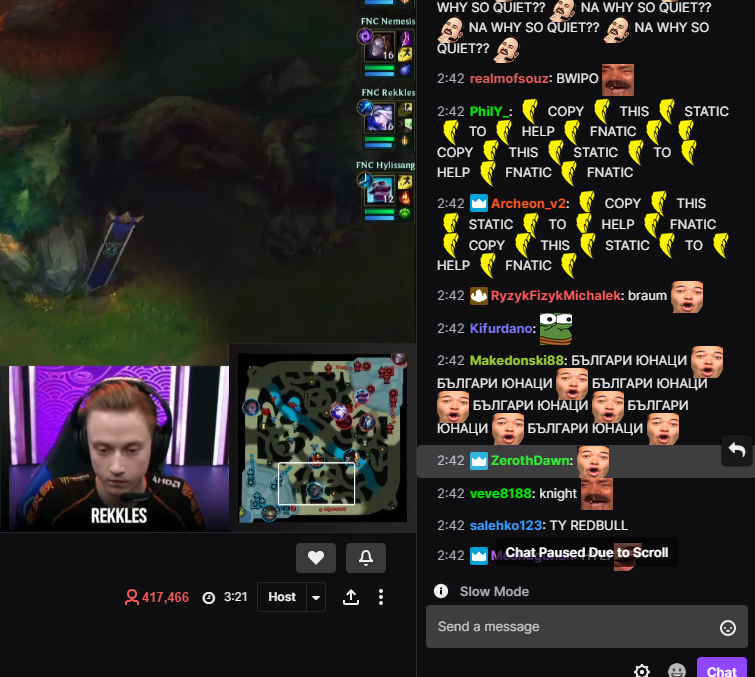 FNC Nemesis
16
FNC Rekkles
16
FNC Hylissang
12
REKKLES
417,466
3:21
Host
WHY SO QUIET?? NA WHY SO QUIET??
NA WHY SO QUIET?? NA WHY SO
QUIET??
2:42 realmofsouz: BWIPO
2:42 PhilY_: COPY THIS STATIC
TO HELP FNATIC
COPY THIS STATIC TO
HELP FNATIC FNATIC
2:42 Archeon_v2: COPY THIS
STATIC TO HELP FNATIC
COPY THIS STATIC TO
HELP FNATIC
2:42 RyzykFizykMichalek: braum
2:42 Kifurdano:
2:42 Makedonski88: БЪЛГАРИ ЮНАЦИ
БЪЛГАРИ ЮНАЦИ БЪЛГАРИ ЮНАЦИ
БЪЛГАРИ ЮНАЦИ БЪЛГАРИ
ЮНАЦИ БЪЛГАРИ ЮНАЦИ
2:42 ZerothDawn:
2:42 veve8188: knight
2:42 salehko123: TY REDBULL
2:42
Chat Paused Due to Scroll
Slow Mode
Send a message
Chat